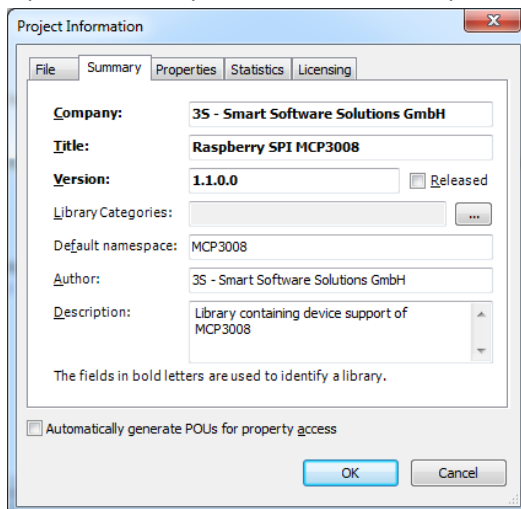 Project Information
File Summary Properties Statistics Licensing
Company: 3S - Smart Software Solutions GmbH
Title: Raspberry SPI MCP3008
Version: 1.1.0.0 Released
Library Categories: ...
Default namespace: MCP3008
Author: 3S - Smart Software Solutions GmbH
Description: Library containing device support of
MCP3008
The fields in bold letters are used to identify a library.
Automatically generate POUs for property access
OK Cancel